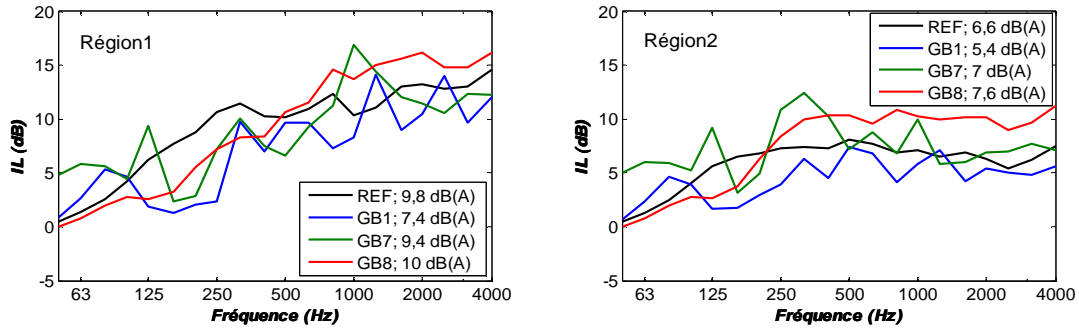 20
15
10
5
0
-5
IL (dB)
Région1
REF; 9,8 dB(A)
GB1; 7,4 dB(A)
GB7; 9,4 dB(A)
GB8; 10 dB(A)
63 125 250 500 1000 2000 4000
Fréquence (Hz)
20
15
10
5
0
-5
IL (dB)
Région2
REF; 6,6 dB(A)
GB1; 5,4 dB(A)
GB7; 7 dB(A)
GB8; 7,6 dB(A)
63 125 250 500 1000 2000 4000
Fréquence (Hz)